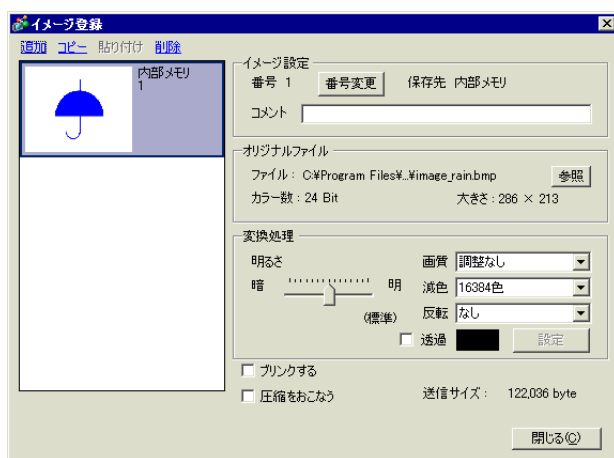 イメージ登録
追加 コピー 貼り付け 削除
内部メモリ
1
イメージ設定
番号 1 番号変更 保存先 内部メモリ
コメント
オリジナルファイル
ファイル： C:¥Program Files¥...¥image_rain.bmp 参照
カラー数：24 Bit 大きさ：286 × 213
変換処理
明るさ 画質 調整なし
暗 明 減色 16384色
(標準) 反転 なし
透過 設定
ブリンクする
圧縮をおこなう 送信サイズ： 122,036 byte
閉じる(C)